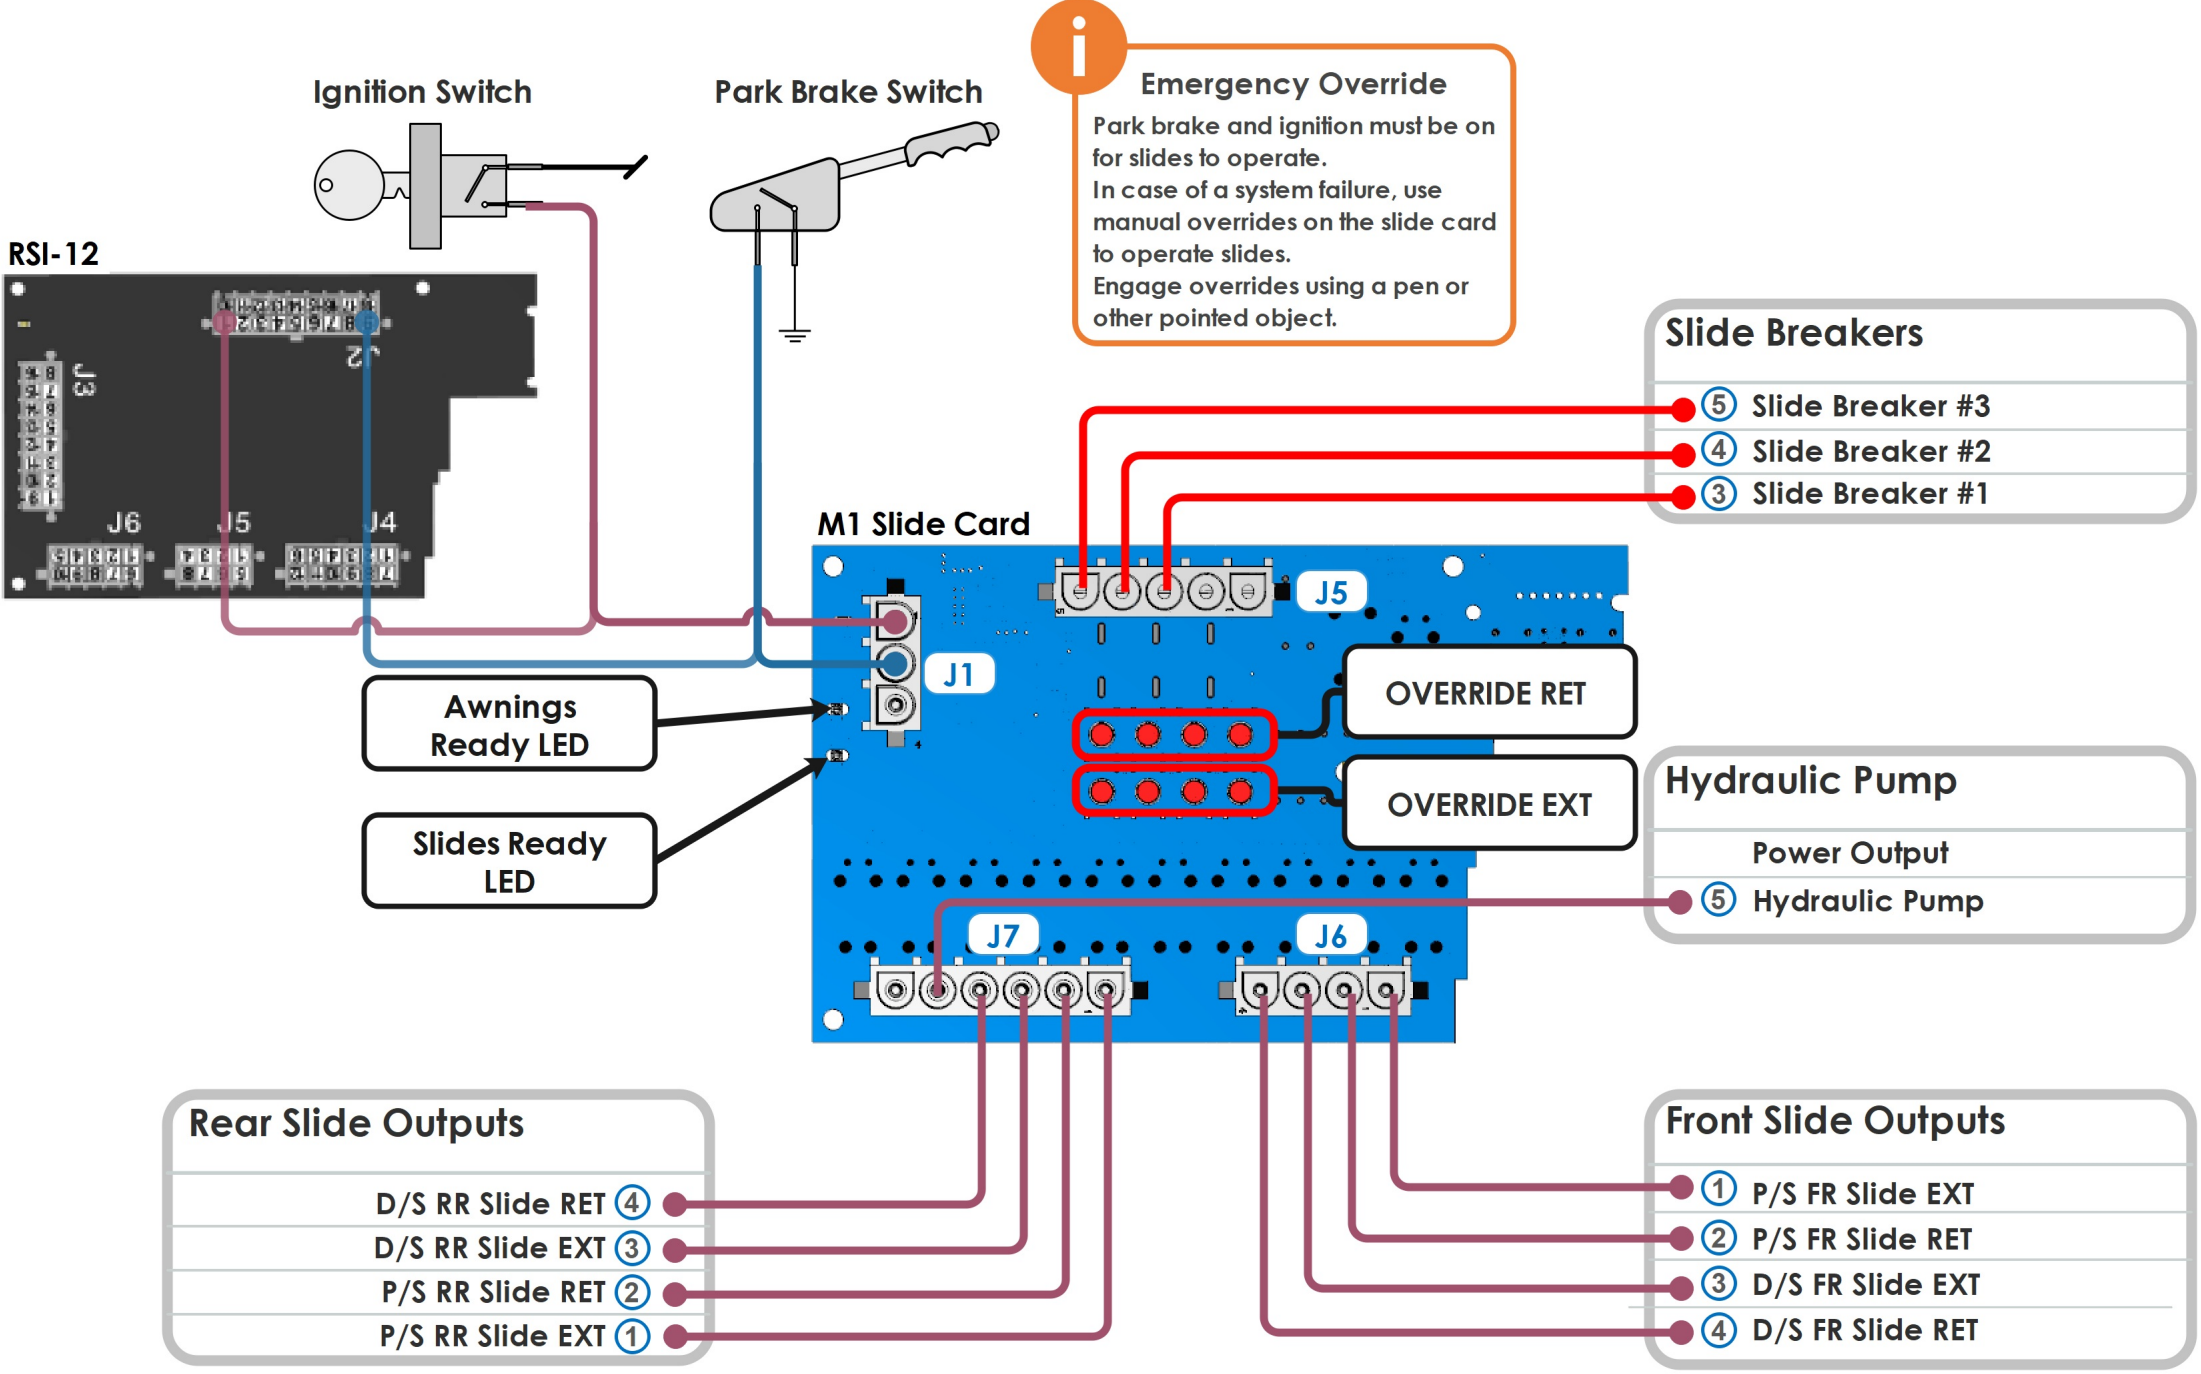 Ignition Switch
Park Brake Switch
i
Emergency Override
Park brake and ignition must be on
for slides to operate.
In case of a system failure, use
manual overrides on the slide card
to operate slides.
Engage overrides using a pen or
other pointed object.
RSI-12
J2
J3
J6
J5
J4
Slide Breakers
5 Slide Breaker #3
4 Slide Breaker #2
3 Slide Breaker #1
M1 Slide Card
J5
J1
OVERRIDE RET
OVERRIDE EXT
Awnings
Ready LED
Slides Ready
LED
Hydraulic Pump
Power Output
5 Hydraulic Pump
J7
J6
Rear Slide Outputs
D/S RR Slide RET 4
D/S RR Slide EXT 3
P/S RR Slide RET 2
P/S RR Slide EXT 1
Front Slide Outputs
1 P/S FR Slide EXT
2 P/S FR Slide RET
3 D/S FR Slide EXT
4 D/S FR Slide RET